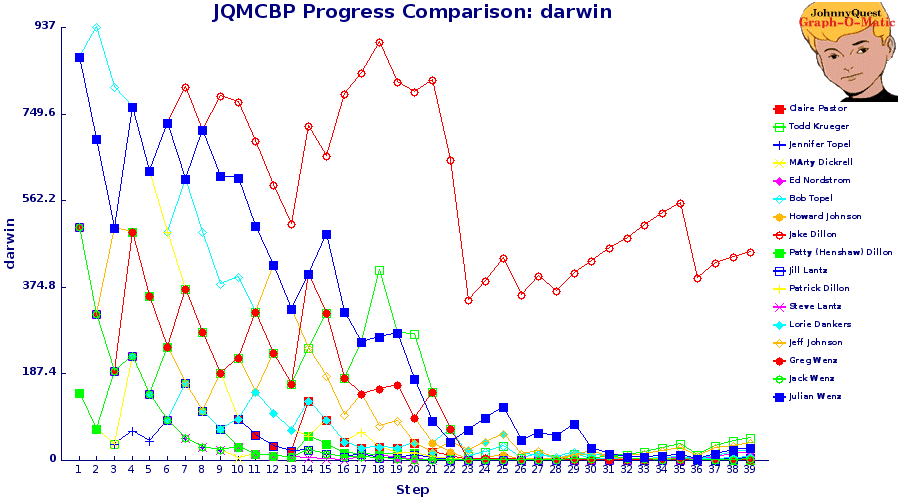 JQMCBP Progress Comparison: darwin
JohnnyQuest
Graph-O-Matic
937
749.6
562.2
374.8
187.4
0
darwin
1 2 3 4 5 6 7 8 9 10 11 12 13 14 15 16 17 18 19 20 21 22 23 24 25 26 27 28 29 30 31 32 33 34 35 36 37 38 39
Step
Claire Pastor
Todd Krueger
Jennifer Topel
MArty Dickrell
Ed Nordstrom
Bob Topel
Howard Johnson
Jake Dillon
Patty (Henshaw) Dillon
Jill Lantz
Patrick Dillon
Steve Lantz
Lorie Dankers
Jeff Johnson
Greg Wenz
Jack Wenz
Julian Wenz